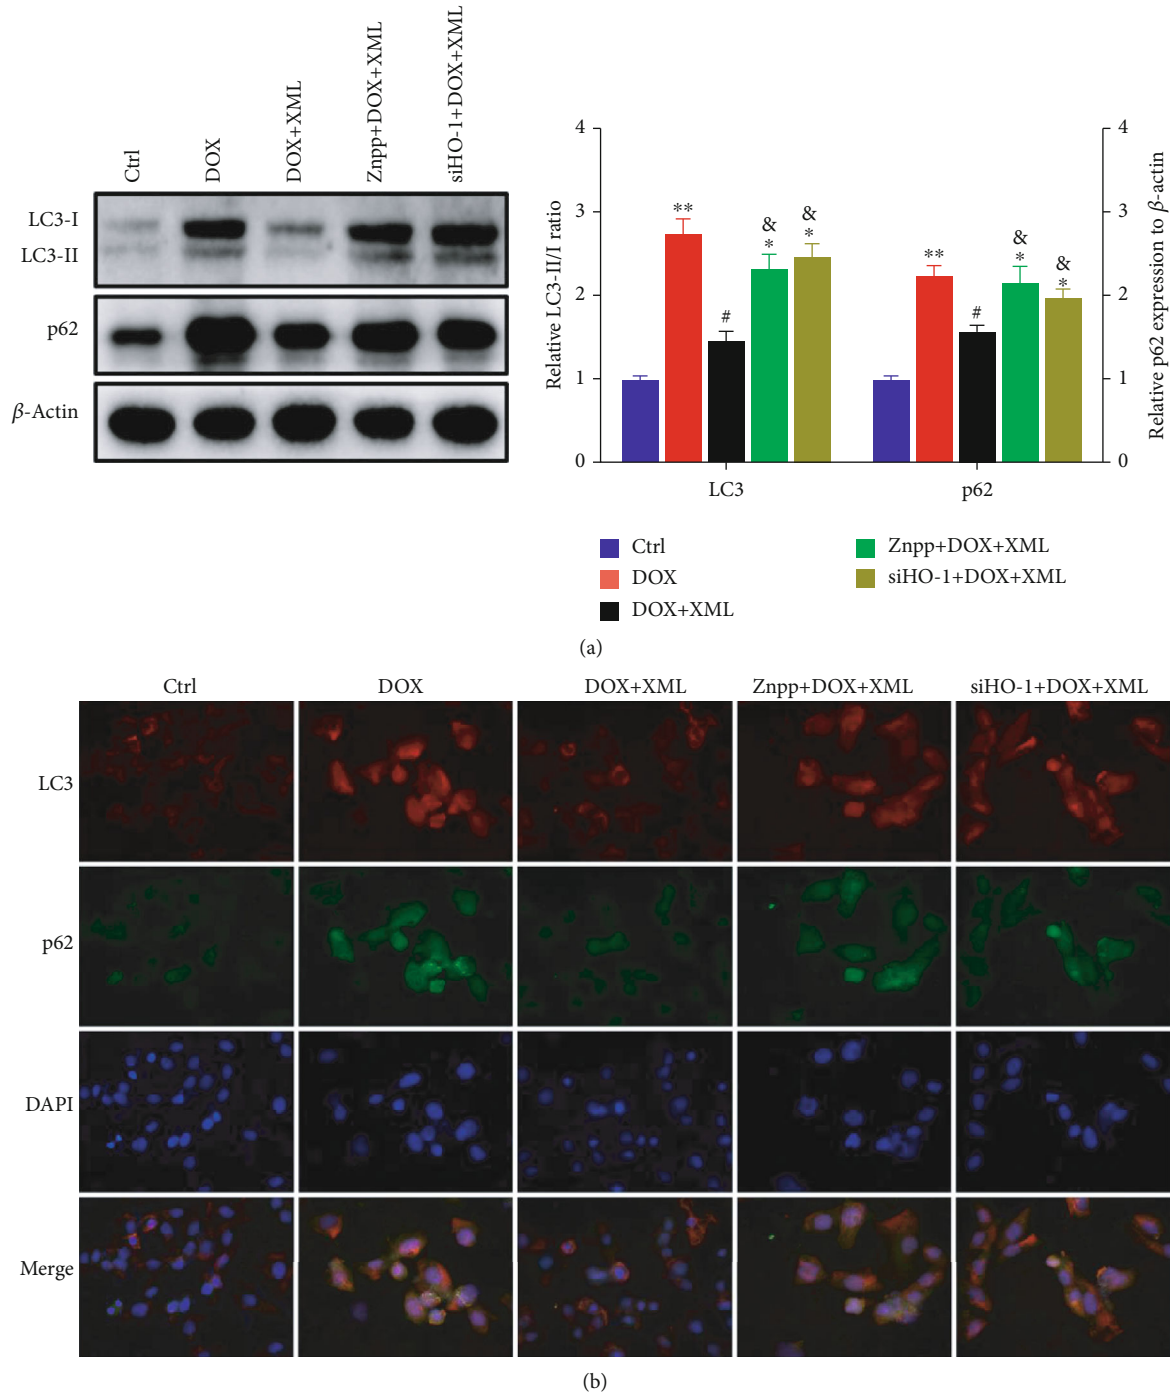 Ctrl
DOX
DOX+XML
Znpp+DOX+XML
siHO-1+DOX+XML
LC3-I
LC3-II
p62
β-Actin
Relative LC3-II/I ratio
4
3
2
1
0
**
#
&
*
&
*
**
#
&
*
&
*
LC3
p62
4
3
2
1
0
Relative p62 expression to β-actin
Ctrl
DOX
DOX+XML
Znpp+DOX+XML
siHO-1+DOX+XML
(a)
Ctrl
DOX
DOX+XML
Znpp+DOX+XML
siHO-1+DOX+XML
LC3
p62
DAPI
Merge
(b)